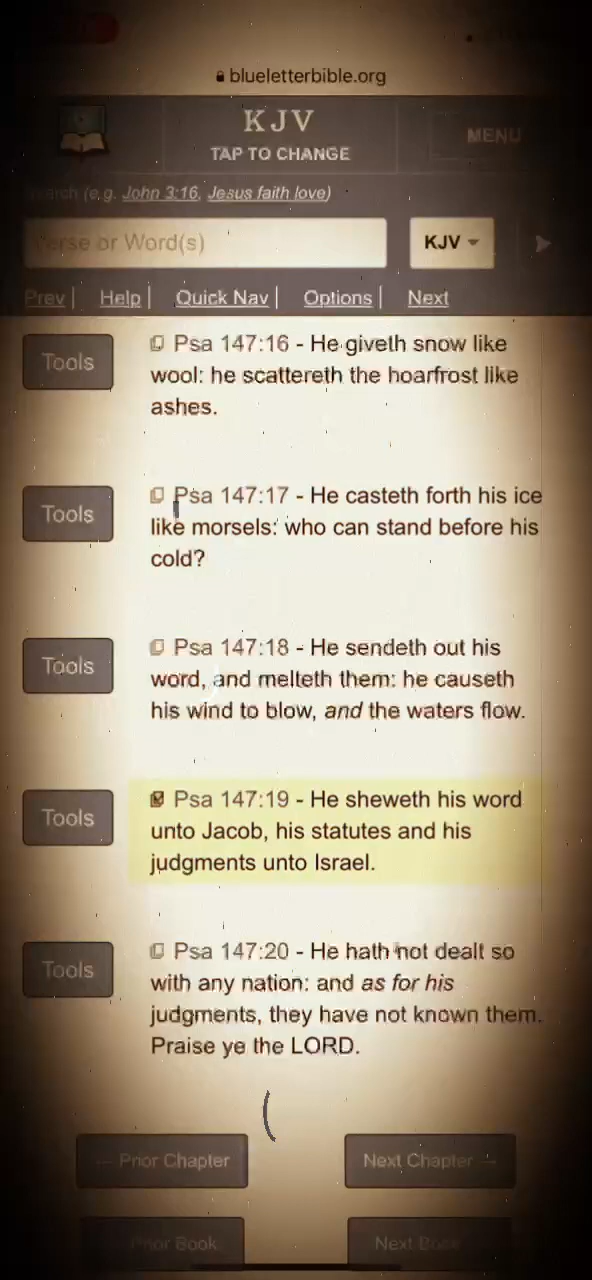 blueletterbible.org
KJV
TAP TO CHANGE
MENU
Search (e.g. John 3:16, Jesus faith love)
Verse or Word(s)
KJV
Prev | Help | Quick Nav | Options | Next
Tools
Psa 147:16 - He giveth snow like
wool: he scattereth the hoarfrost like
ashes.
Tools
Psa 147:17 - He casteth forth his ice
like morsels: who can stand before his
cold?
Tools
Psa 147:18 - He sendeth out his
word, and melteth them: he causeth
his wind to blow, and the waters flow.
Tools
Psa 147:19 - He sheweth his word
unto Jacob, his statutes and his
judgments unto Israel.
Tools
Psa 147:20 - He hath not dealt so
with any nation: and as for his
judgments, they have not known them.
Praise ye the LORD.
← Prior Chapter
Next Chapter →
Prior Book
Next Book